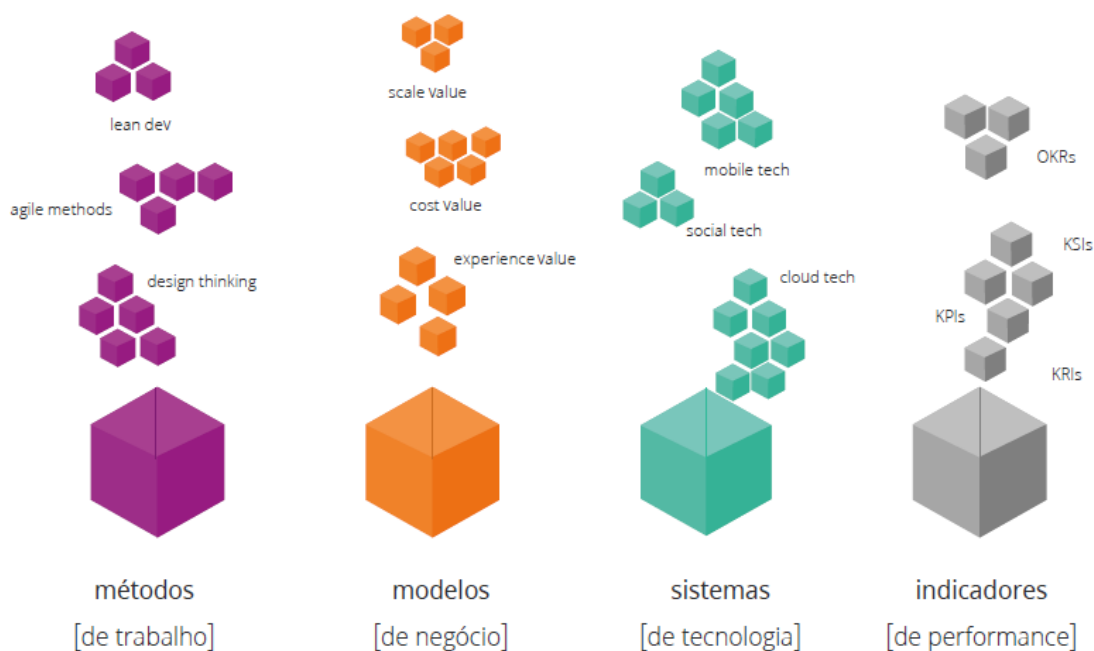 lean dev
agile methods
design thinking
métodos
[de trabalho]
scale value
cost value
experience value
modelos
[de negócio]
mobile tech
social tech
cloud tech
sistemas
[de tecnologia]
OKRs
KSIs
KPIs
KRIs
indicadores
[de performance]